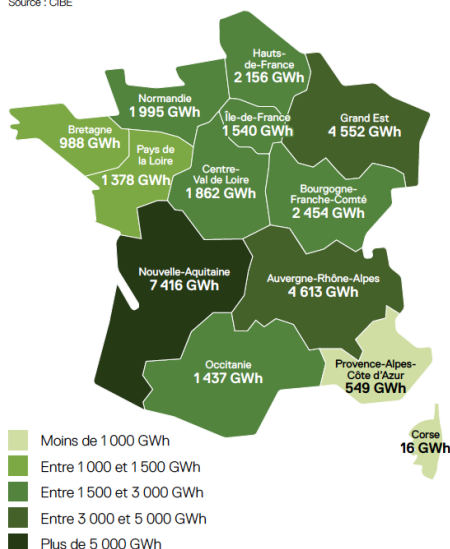 Source : CIBE
Hauts-
de-France
2 156 GWh
Normandie
1 995 GWh
Île-de-France
1 540 GWh
Grand Est
4 552 GWh
Bretagne
988 GWh
Pays de
la Loire
1 378 GWh
Centre-
Val de Loire
1 862 GWh
Bourgogne-
Franche-Comté
2 454 GWh
Nouvelle-Aquitaine
7 416 GWh
Auvergne-Rhône-Alpes
4 613 GWh
Occitanie
1 437 GWh
Provence-Alpes-
Côte d'Azur
549 GWh
Corse
16 GWh
Moins de 1 000 GWh
Entre 1 000 et 1 500 GWh
Entre 1 500 et 3 000 GWh
Entre 3 000 et 5 000 GWh
Plus de 5 000 GWh